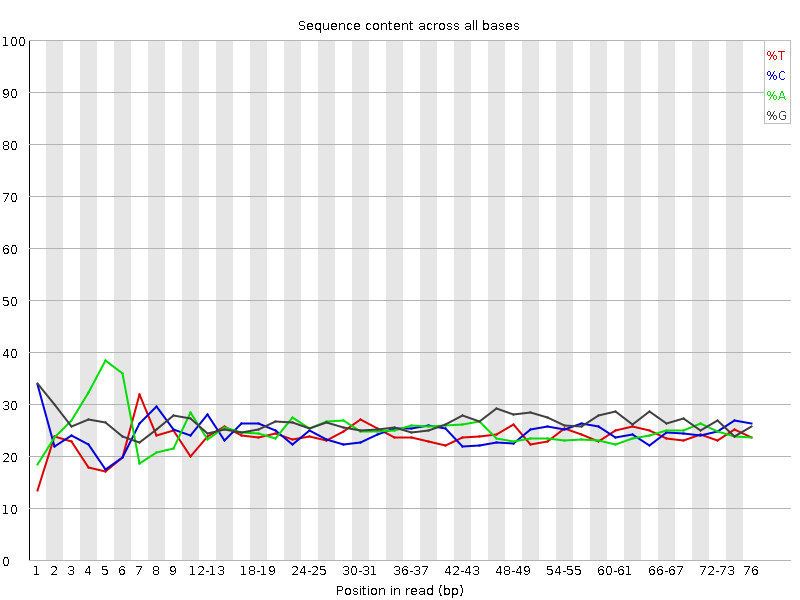 Sequence content across all bases
100
90
80
70
60
50
40
30
20
10
0
%T
%C
%A
%G
1 2 3 4 5 6 7 8 9 12-13 18-19 24-25 30-31 36-37 42-43 48-49 54-55 60-61 66-67 72-73 76
Position in read (bp)